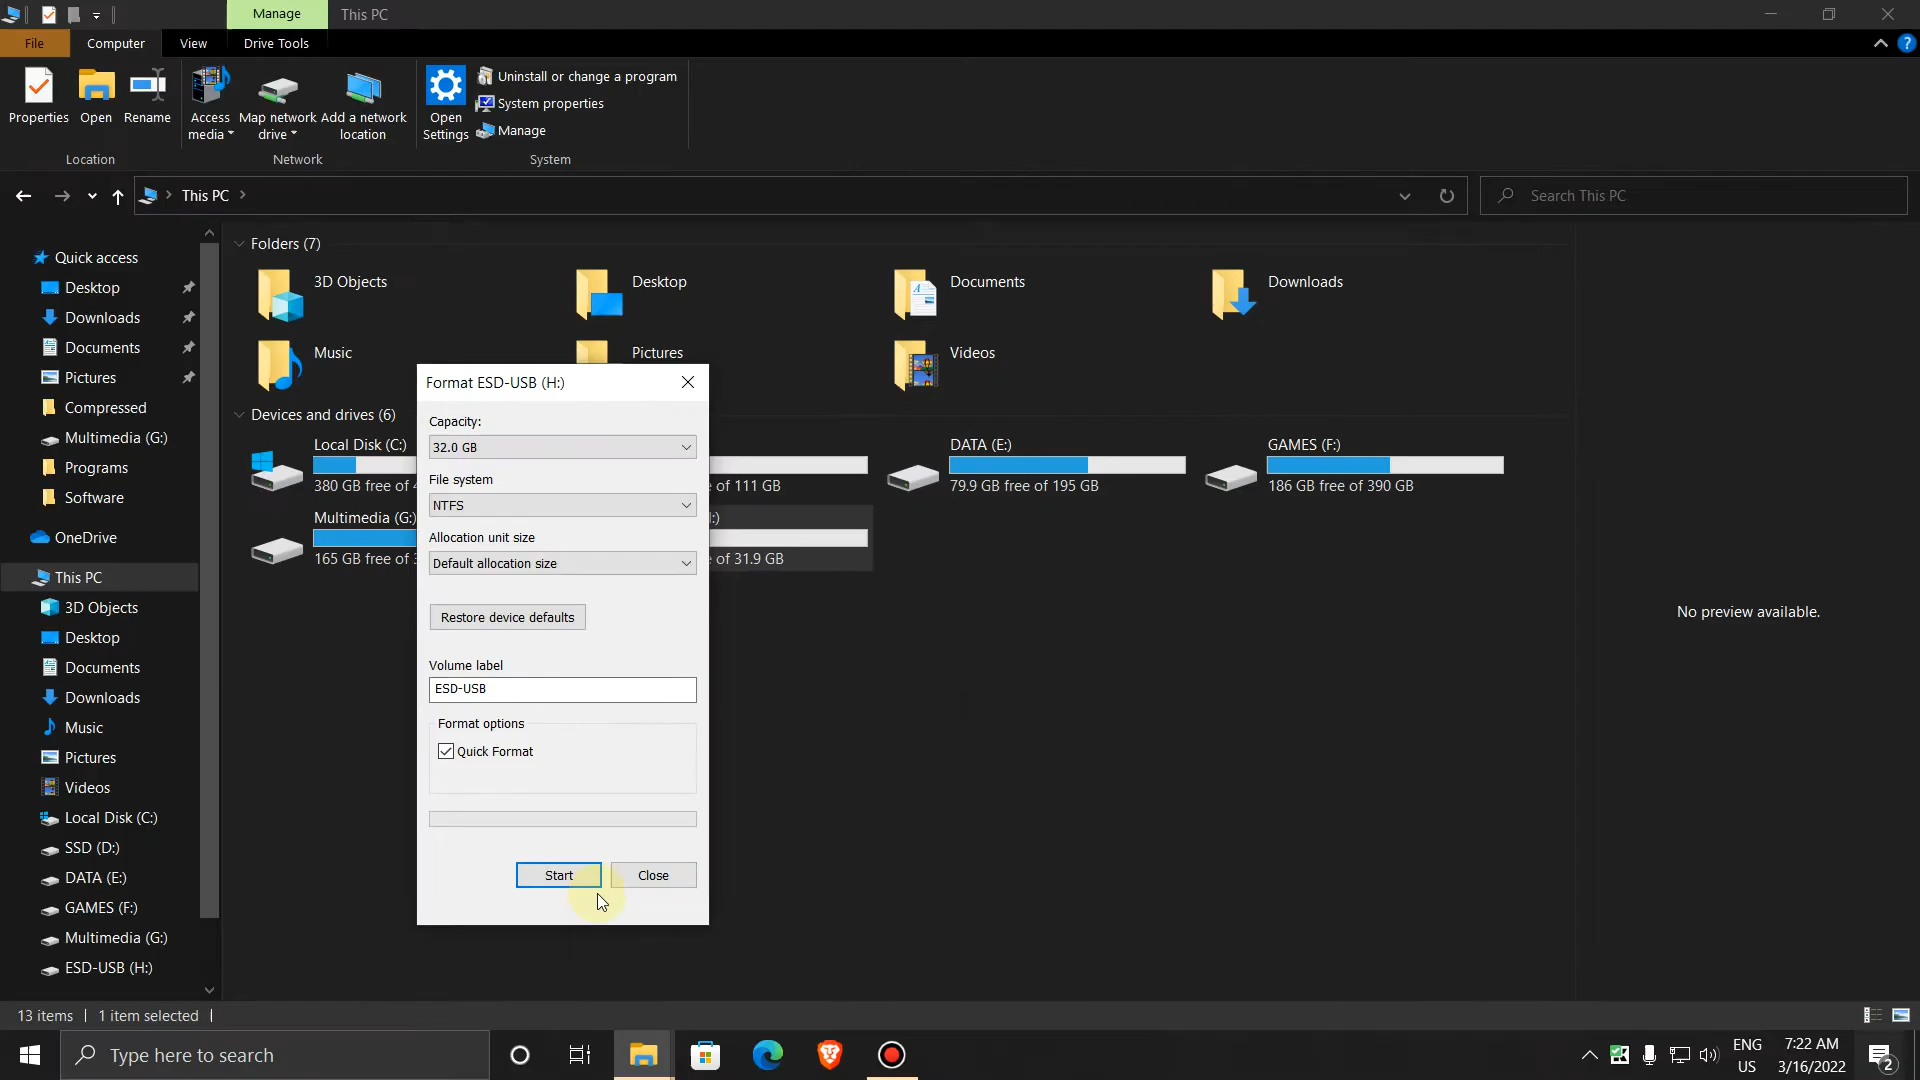 Manage
This PC
File
Computer
View
Drive Tools
Properties
Open
Rename
Access
media
Map network
drive
Add a network
location
Open
Settings
Uninstall or change a program
System properties
Manage
Location
Network
System
This PC
Search This PC
Quick access
Desktop
Downloads
Documents
Pictures
Compressed
Multimedia (G:)
Programs
Software
OneDrive
This PC
3D Objects
Desktop
Documents
Downloads
Music
Pictures
Videos
Local Disk (C:)
SSD (D:)
DATA (E:)
GAMES (F:)
Multimedia (G:)
ESD-USB (H:)
Folders (7)
3D Objects
Desktop
Documents
Downloads
Music
Pictures
Videos
Devices and drives (6)
Local Disk (C:)
380 GB free of
of 111 GB
DATA (E:)
79.9 GB free of 195 GB
GAMES (F:)
186 GB free of 390 GB
Multimedia (G:)
165 GB free of
of 31.9 GB
Format ESD-USB (H:)
Capacity:
32.0 GB
File system
NTFS
Allocation unit size
Default allocation size
Restore device defaults
Volume label
ESD-USB
Format options
Quick Format
Start
Close
No preview available.
13 items
1 item selected
Type here to search
ENG
US
7:22 AM
3/16/2022
2